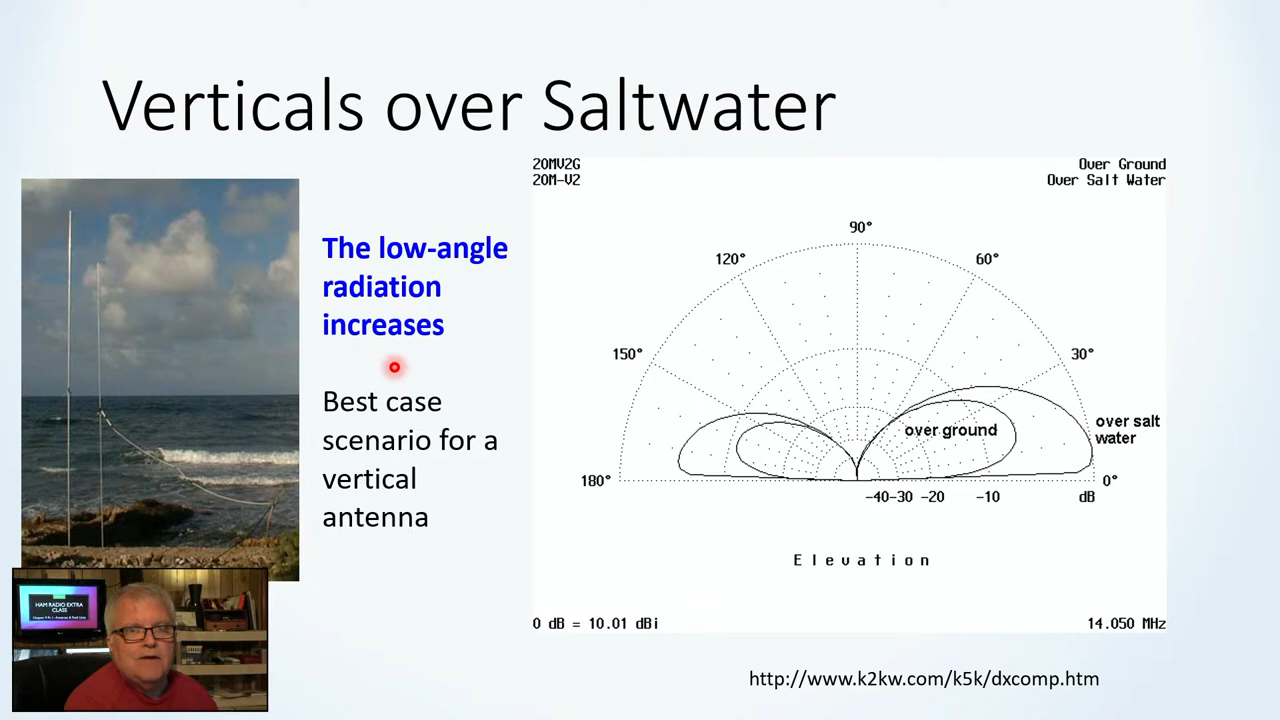 Verticals over Saltwater
The low-angle
radiation
increases
Best case
scenario for a
vertical
antenna
20MV2G
20M-V2
Over Ground
Over Salt Water
90°
120°
60°
150°
30°
over ground
over salt
water
180°
0°
-40 -30 -20 -10 dB
Elevation
0 dB = 10.01 dBi
14.050 MHz
http://www.k2kw.com/k5k/dxcomp.htm
HAM RADIO EXTRA
CLASS